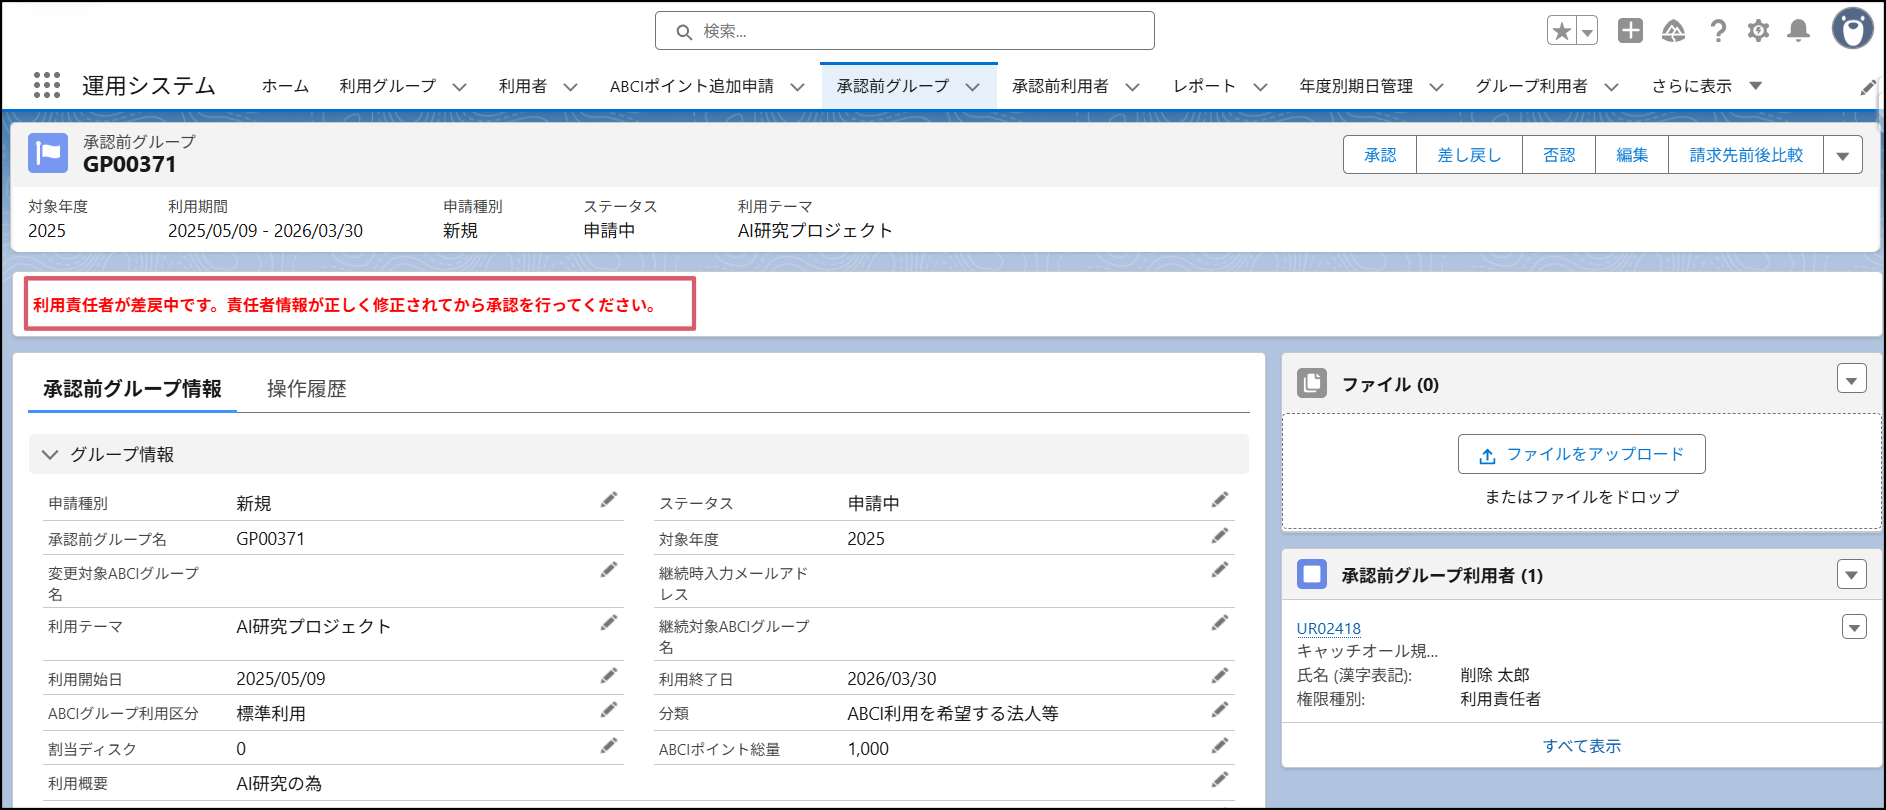 検索...
運用システム ホーム 利用グループ 利用者 ABCIポイント追加申請 承認前グループ 承認前利用者 レポート 年度別期日管理 グループ利用者 さらに表示
承認前グループ
GP00371
承認 差し戻し 否認 編集 請求先前後比較
対象年度 利用期間 申請種別 ステータス 利用テーマ
2025 2025/05/09 - 2026/03/30 新規 申請中 AI研究プロジェクト
利用責任者が差戻中です。責任者情報が正しく修正されてから承認を行ってください。
承認前グループ情報 操作履歴
グループ情報
申請種別 新規 ステータス 申請中
承認前グループ名 GP00371 対象年度 2025
変更対象ABCIグループ
名
継続時入力メールアド
レス
利用テーマ AI研究プロジェクト
継続対象ABCIグループ
名
利用開始日 2025/05/09 利用終了日 2026/03/30
ABCIグループ利用区分 標準利用 分類 ABCI利用を希望する法人等
割当ディスク 0 ABCIポイント総量 1,000
利用概要 AI研究の為
ファイル (0)
ファイルをアップロード
またはファイルをドロップ
承認前グループ利用者 (1)
UR02418
キャッチオール規...
氏名 (漢字表記): 削除 太郎
権限種別: 利用責任者
すべて表示